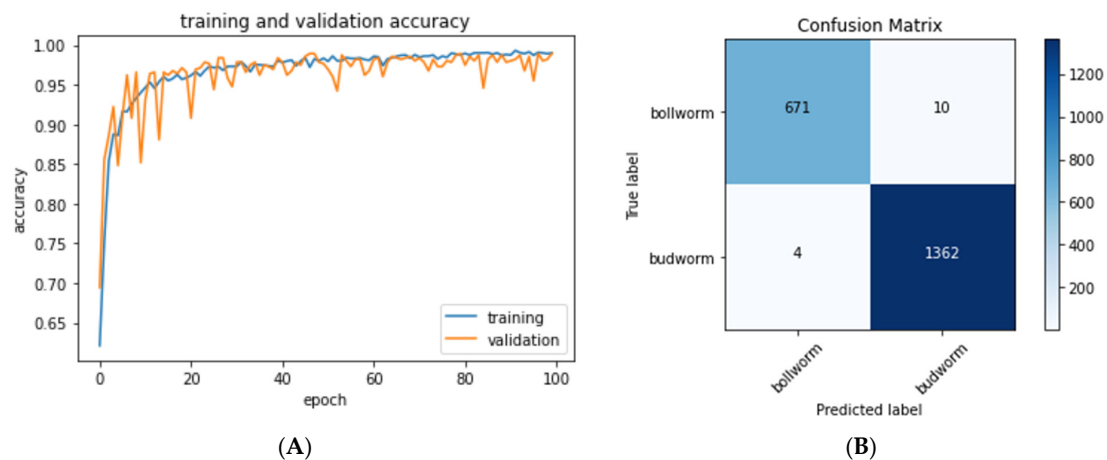 training and validation accuracy
1.00
0.95
0.90
0.85
0.80
0.75
0.70
0.65
accuracy
training
validation
0 20 40 60 80 100
epoch
(A)
Confusion Matrix
bollworm
budworm
True label
671 10
4 1362
bollworm budworm
Predicted label
1200
1000
800
600
400
200
(B)